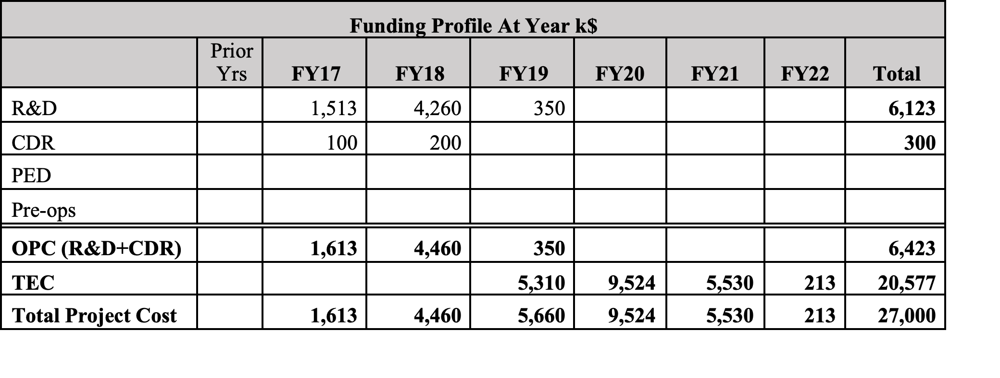 Funding Profile At Year k$
Prior
Yrs FY17 FY18 FY19 FY20 FY21 FY22 Total
R&D 1,513 4,260 350 6,123
CDR 100 200 300
PED
Pre-ops
OPC (R&D+CDR) 1,613 4,460 350 6,423
TEC 5,310 9,524 5,530 213 20,577
Total Project Cost 1,613 4,460 5,660 9,524 5,530 213 27,000